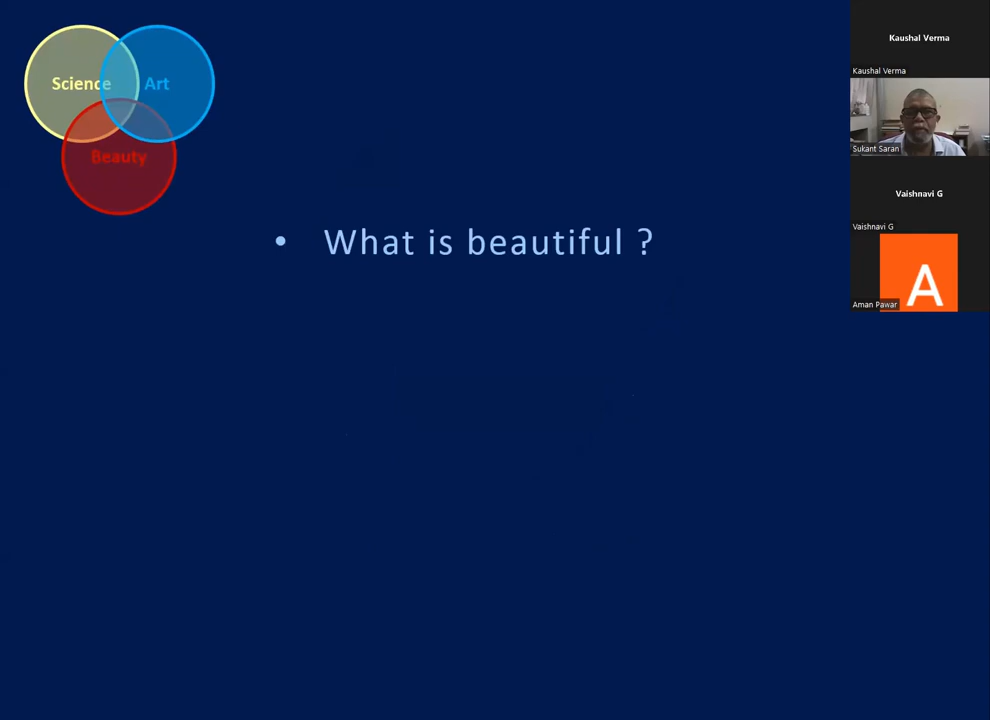 Science Art
Beauty
• What is beautiful ?
Kaushal Verma
Kaushal Verma
Sukant Saran
Vaishnavi G
Vaishnavi G
A
Aman Pawar